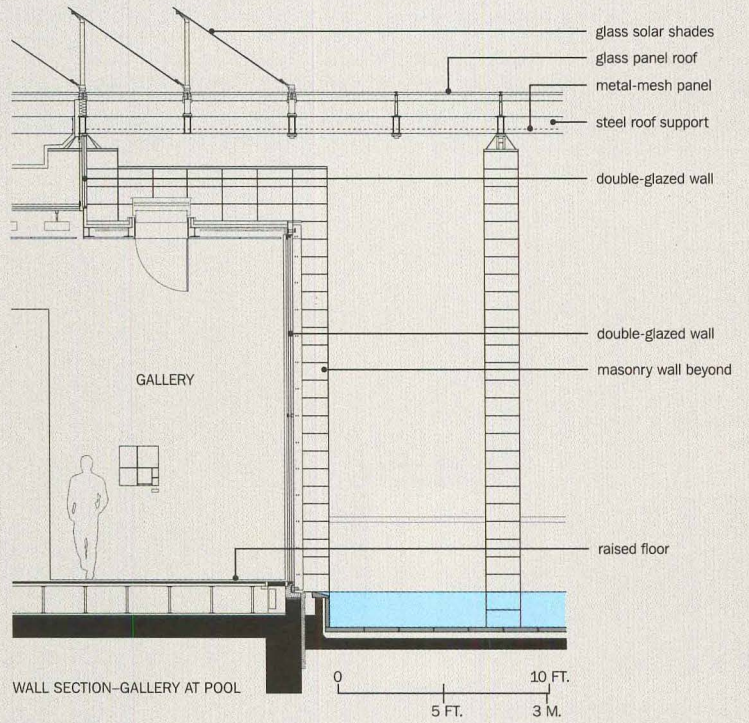 glass solar shades
glass panel roof
metal-mesh panel
steel roof support
double-glazed wall
double-glazed wall
GALLERY
masonry wall beyond
raised floor
WALL SECTION–GALLERY AT POOL
0 10 FT.
5 FT. 3 M.